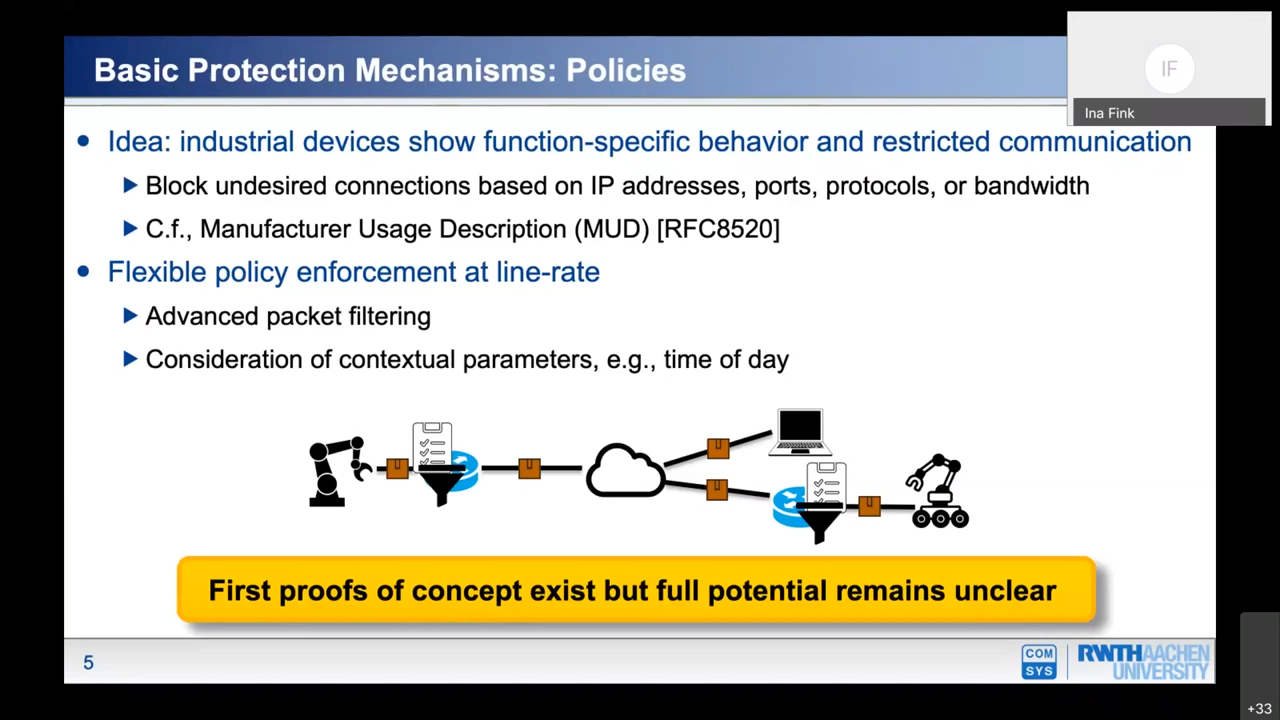 Basic Protection Mechanisms: Policies
IF
Ina Fink
Idea: industrial devices show function-specific behavior and restricted communication
Block undesired connections based on IP addresses, ports, protocols, or bandwidth
C.f., Manufacturer Usage Description (MUD) [RFC8520]
Flexible policy enforcement at line-rate
Advanced packet filtering
Consideration of contextual parameters, e.g., time of day
First proofs of concept exist but full potential remains unclear
5
COM
SYS
RWTHAACHEN
UNIVERSITY
+33